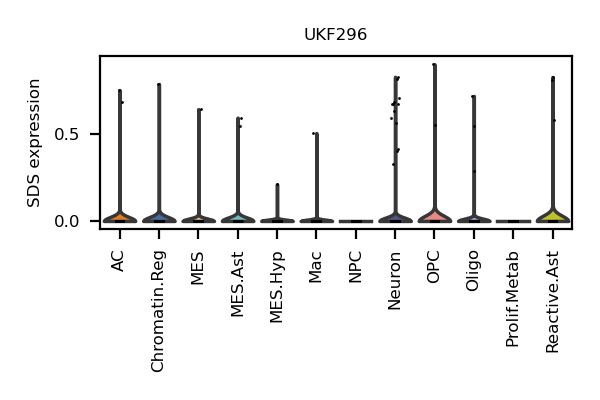 UKF296
SDS expression
0.5
0.0
AC
Chromatin.Reg
MES
MES.Ast
MES.Hyp
Mac
NPC
Neuron
OPC
Oligo
Prolif.Metab
Reactive.Ast